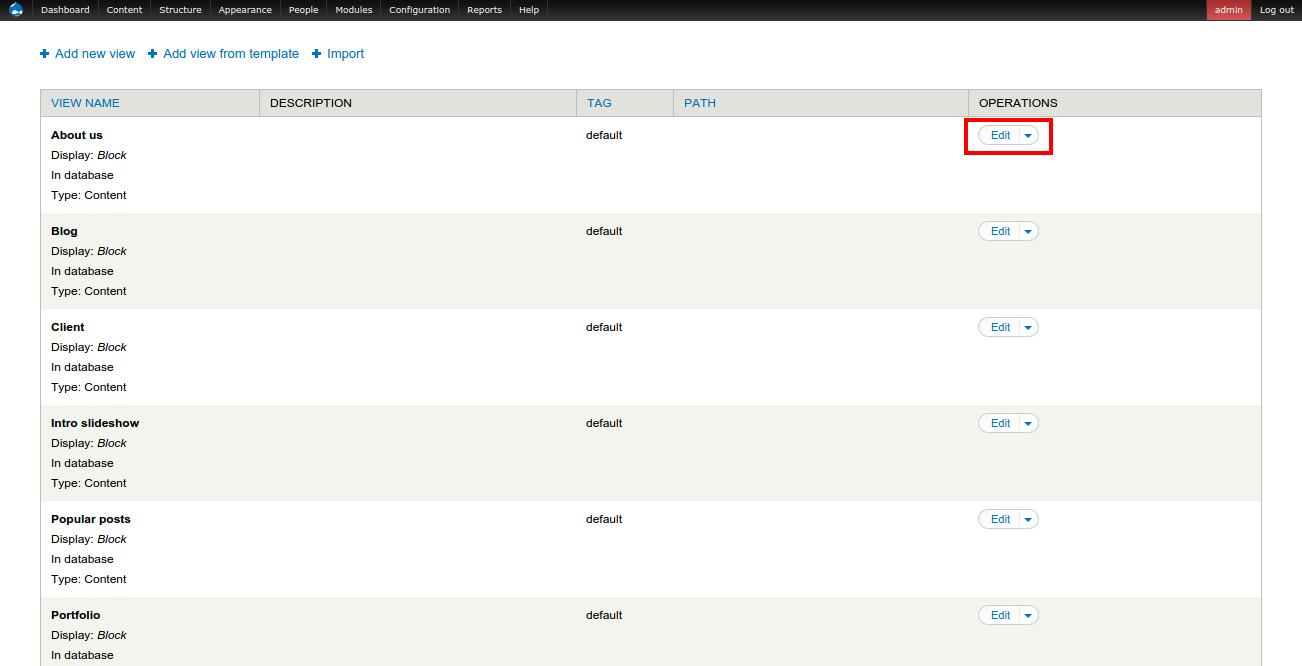 Dashboard Content Structure Appearance People Modules Configuration Reports Help admin Log out
Add new view Add view from template Import
VIEW NAME DESCRIPTION TAG PATH OPERATIONS
About us default Edit
Display: Block
In database
Type: Content
Blog default Edit
Display: Block
In database
Type: Content
Client default Edit
Display: Block
In database
Type: Content
Intro slideshow default Edit
Display: Block
In database
Type: Content
Popular posts default Edit
Display: Block
In database
Type: Content
Portfolio default Edit
Display: Block
In database